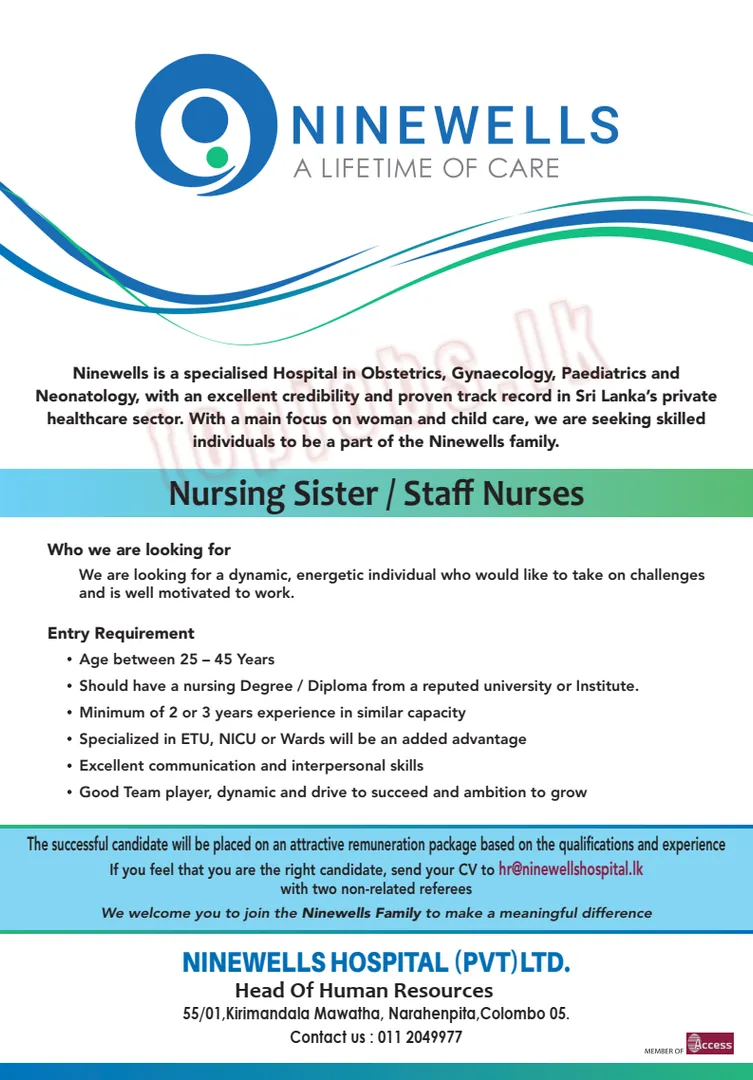 NINEWELLS
A LIFETIME OF CARE
topjobs.lk
Ninewells is a specialised Hospital in Obstetrics, Gynaecology, Paediatrics and
Neonatology, with an excellent credibility and proven track record in Sri Lanka’s private
healthcare sector. With a main focus on woman and child care, we are seeking skilled
individuals to be a part of the Ninewells family.
Nursing Sister / Staff Nurses
Who we are looking for
We are looking for a dynamic, energetic individual who would like to take on challenges
and is well motivated to work.
Entry Requirement
• Age between 25 – 45 Years
• Should have a nursing Degree / Diploma from a reputed university or Institute.
• Minimum of 2 or 3 years experience in similar capacity
• Specialized in ETU, NICU or Wards will be an added advantage
• Excellent communication and interpersonal skills
• Good Team player, dynamic and drive to succeed and ambition to grow
The successful candidate will be placed on an attractive remuneration package based on the qualifications and experience
If you feel that you are the right candidate, send your CV to hr@ninewellshospital.lk
with two non-related referees
We welcome you to join the Ninewells Family to make a meaningful difference
NINEWELLS HOSPITAL (PVT) LTD.
Head Of Human Resources
55/01,Kirimandala Mawatha, Narahenpita,Colombo 05.
Contact us : 011 2049977
MEMBER OF Access